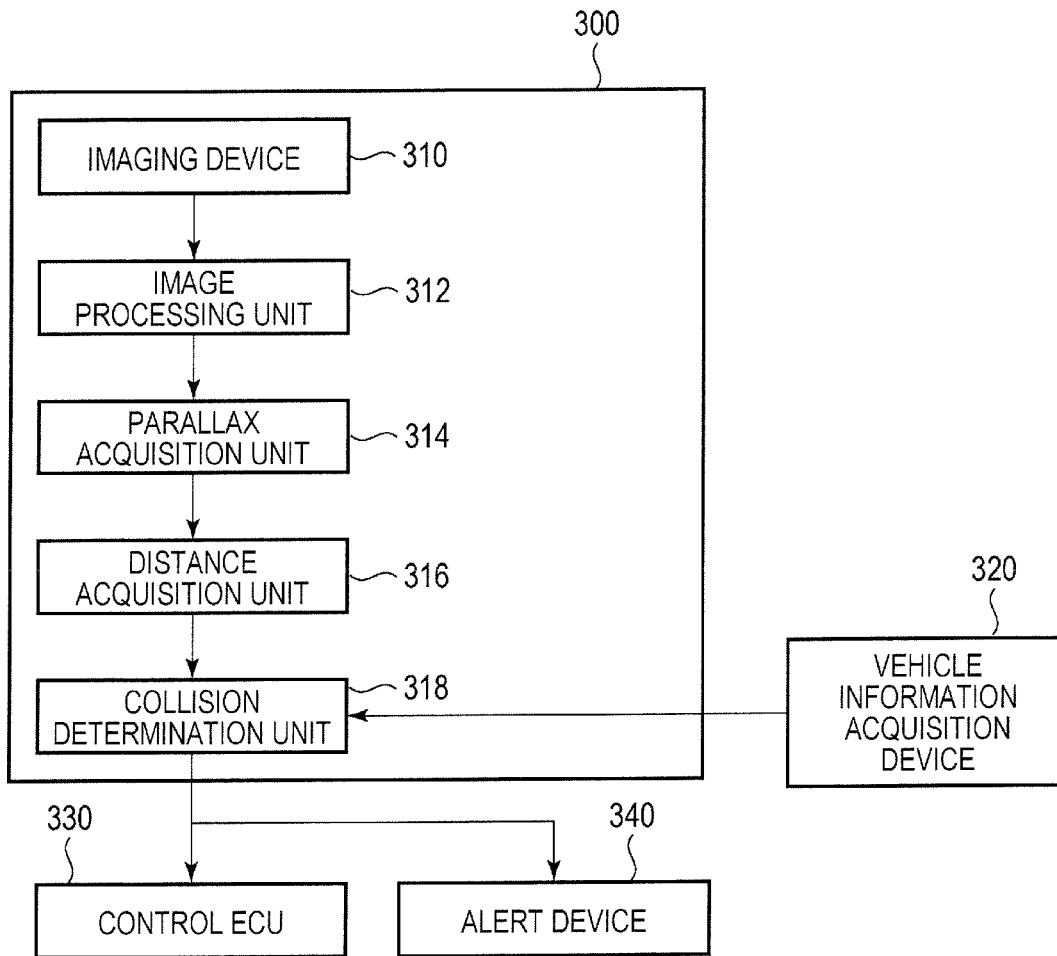 300
IMAGING DEVICE
310
IMAGE
PROCESSING UNIT
312
PARALLAX
ACQUISITION UNIT
314
DISTANCE
ACQUISITION UNIT
316
COLLISION
DETERMINATION UNIT
318
320
VEHICLE
INFORMATION
ACQUISITION
DEVICE
330
CONTROL ECU
340
ALERT DEVICE